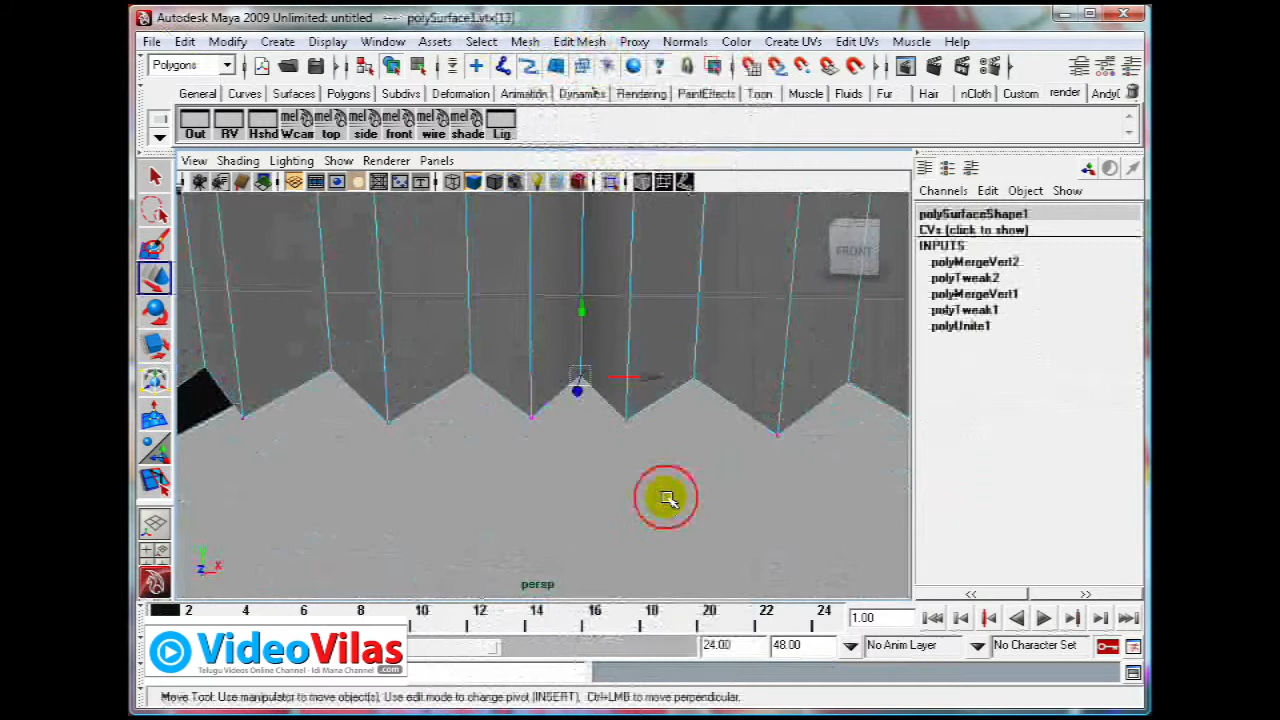 Autodesk Maya 2009 Unlimited: untitled --- polySurface1.vtx[13]
File Edit Modify Create Display Window Assets Select Mesh Edit Mesh Proxy Normals Color Create UVs Edit UVs Muscle Help
Polygons
General Curves Surfaces Polygons Subdivs Deformation Animation Dynamics Rendering PaintEffects Toon Muscle Fluids Fur Hair nCloth Custom render
mel mel mel mel mel mel
Out RV Hshd Wcam top side front wire shade Lig
View Shading Lighting Show Renderer Panels
Channels Edit Object Show
polySurfaceShape1
CVs (click to show)
INPUTS
polyMergeVert2
polyTweak2
polyMergeVert1
polyTweak1
polyUnite1
FRONT
y
z x
persp
<< >>
2 4 6 8 10 12 14 16 18 20 22 24
1.00
24.00 48.00 No Anim Layer No Character Set
VideoVilas
Telugu Videos Online Channel - Idi Mana Channel .com
Move Tool: Use manipulator to move object(s). Use edit mode to change pivot (INSERT). Ctrl+LMB to move perpendicular.